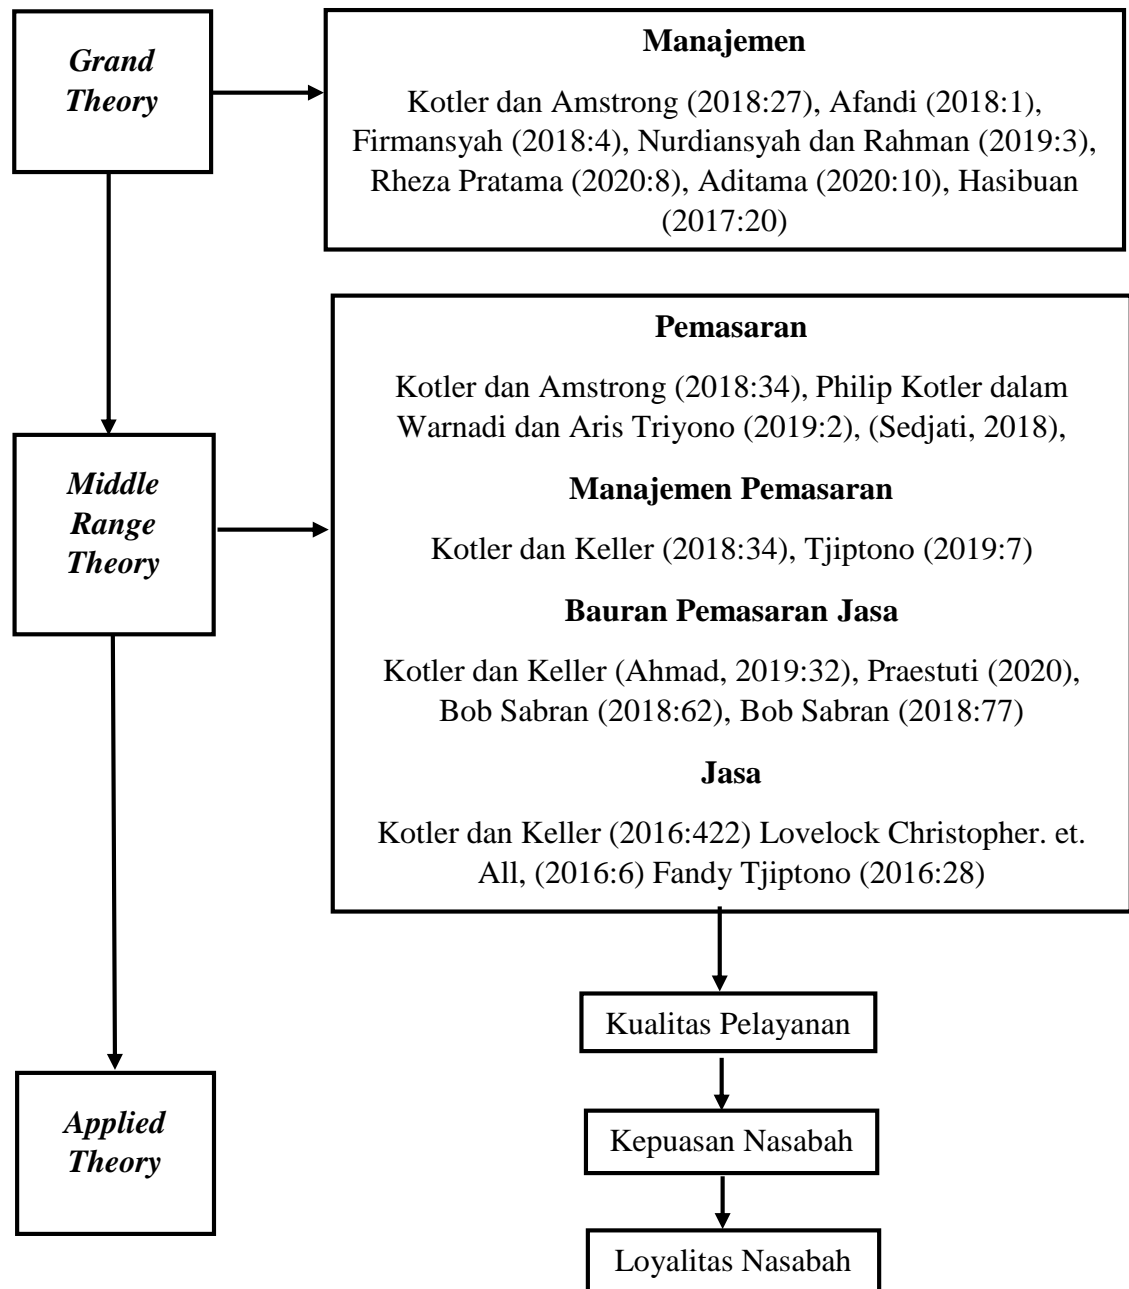 Grand
Theory
Manajemen
Kotler dan Amstrong (2018:27), Afandi (2018:1),
Firmansyah (2018:4), Nurdiansyah dan Rahman (2019:3),
Rheza Pratama (2020:8), Aditama (2020:10), Hasibuan
(2017:20)
Middle
Range
Theory
Pemasaran
Kotler dan Amstrong (2018:34), Philip Kotler dalam
Warnadi dan Aris Triyono (2019:2), (Sedjati, 2018),
Manajemen Pemasaran
Kotler dan Keller (2018:34), Tjiptono (2019:7)
Bauran Pemasaran Jasa
Kotler dan Keller (Ahmad, 2019:32), Praestuti (2020),
Bob Sabran (2018:62), Bob Sabran (2018:77)
Jasa
Kotler dan Keller (2016:422) Lovelock Christopher. et.
All, (2016:6) Fandy Tjiptono (2016:28)
Applied
Theory
Kualitas Pelayanan
Kepuasan Nasabah
Loyalitas Nasabah